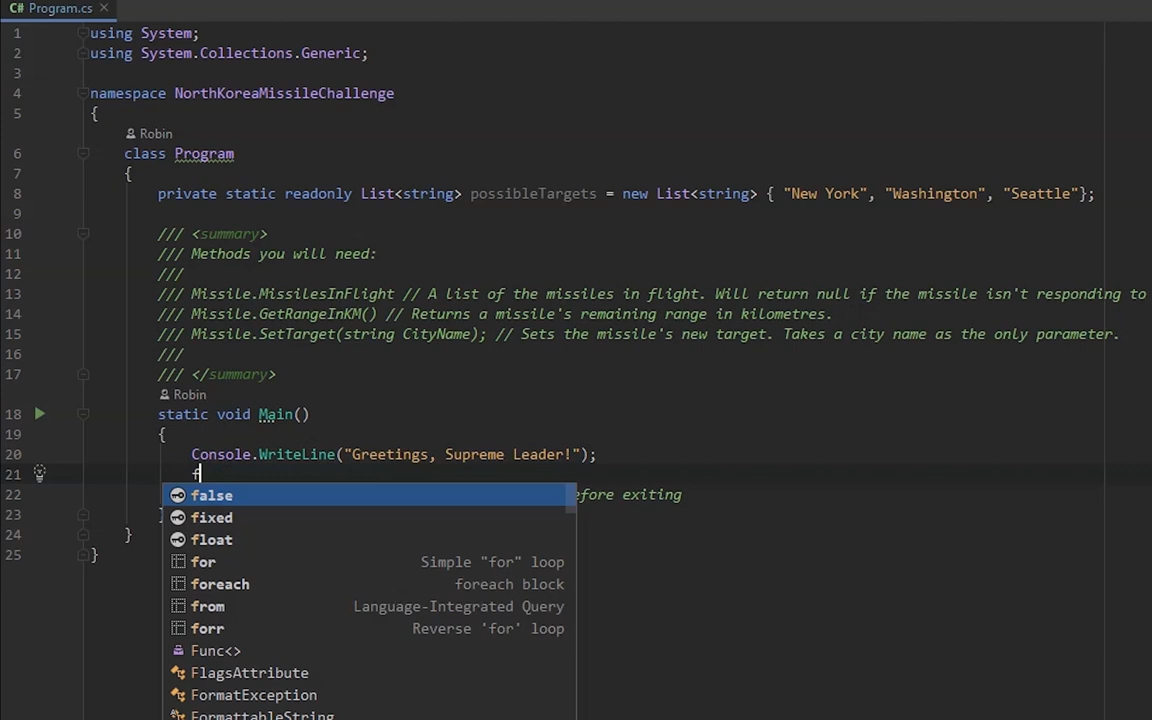 C# Program.cs ×
1 using System;
2 using System.Collections.Generic;
3
4 namespace NorthKoreaMissileChallenge
5 {
Robin
6 class Program
7 {
8 private static readonly List<string> possibleTargets = new List<string> { "New York", "Washington", "Seattle"};
9
10 /// <summary>
11 /// Methods you will need:
12 ///
13 /// Missile.MissilesInFlight // A list of the missiles in flight. Will return null if the missile isn't responding to
14 /// Missile.GetRangeInKM() // Returns a missile's remaining range in kilometres.
15 /// Missile.SetTarget(string CityName); // Sets the missile's new target. Takes a city name as the only parameter.
16 ///
17 /// </summary>
Robin
18 static void Main()
19 {
20 Console.WriteLine("Greetings, Supreme Leader!");
21 f
22 efore exiting
23
24 }
25 }
false
fixed
float
for Simple "for" loop
foreach foreach block
from Language-Integrated Query
forr Reverse 'for' loop
Func<>
FlagsAttribute
FormatException
FormattableString